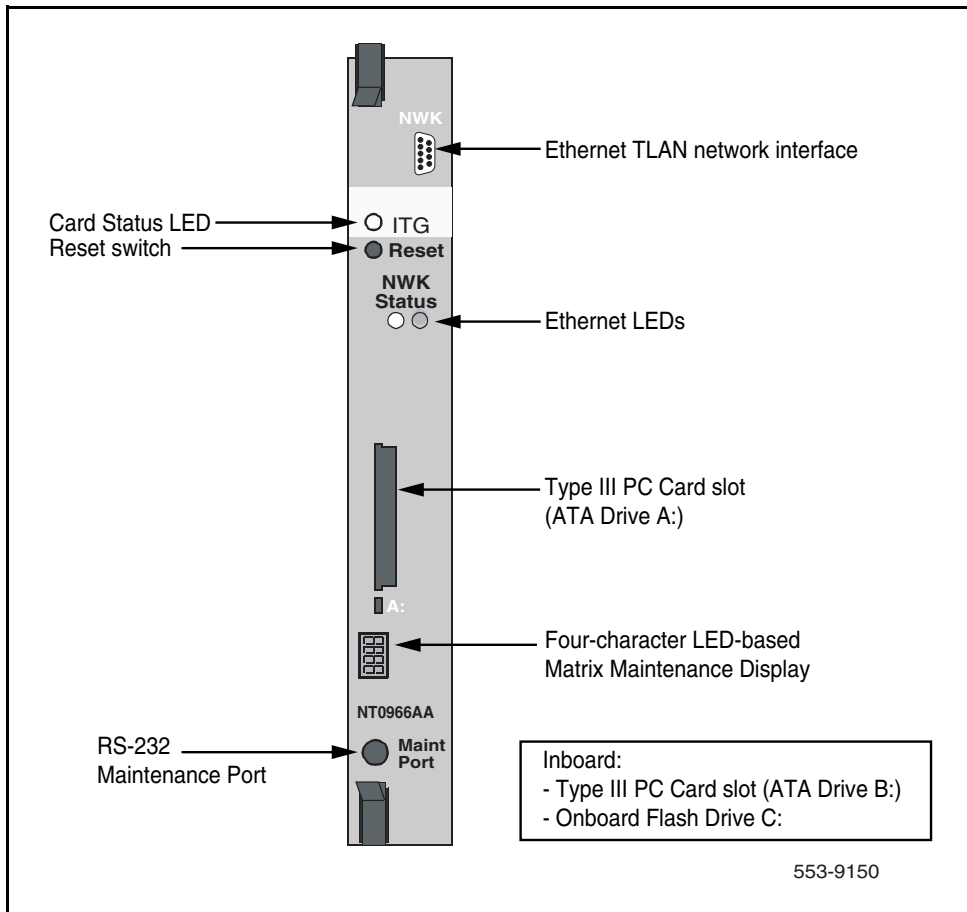 NWK
Ethernet TLAN network interface
Card Status LED
ITG
Reset switch
Reset
NWK
Status
Ethernet LEDs
Type III PC Card slot
(ATA Drive A:)
A:
Four-character LED-based
Matrix Maintenance Display
NT0966AA
RS-232
Maintenance Port
Maint
Port
Inboard:
- Type III PC Card slot (ATA Drive B:)
- Onboard Flash Drive C:
553-9150